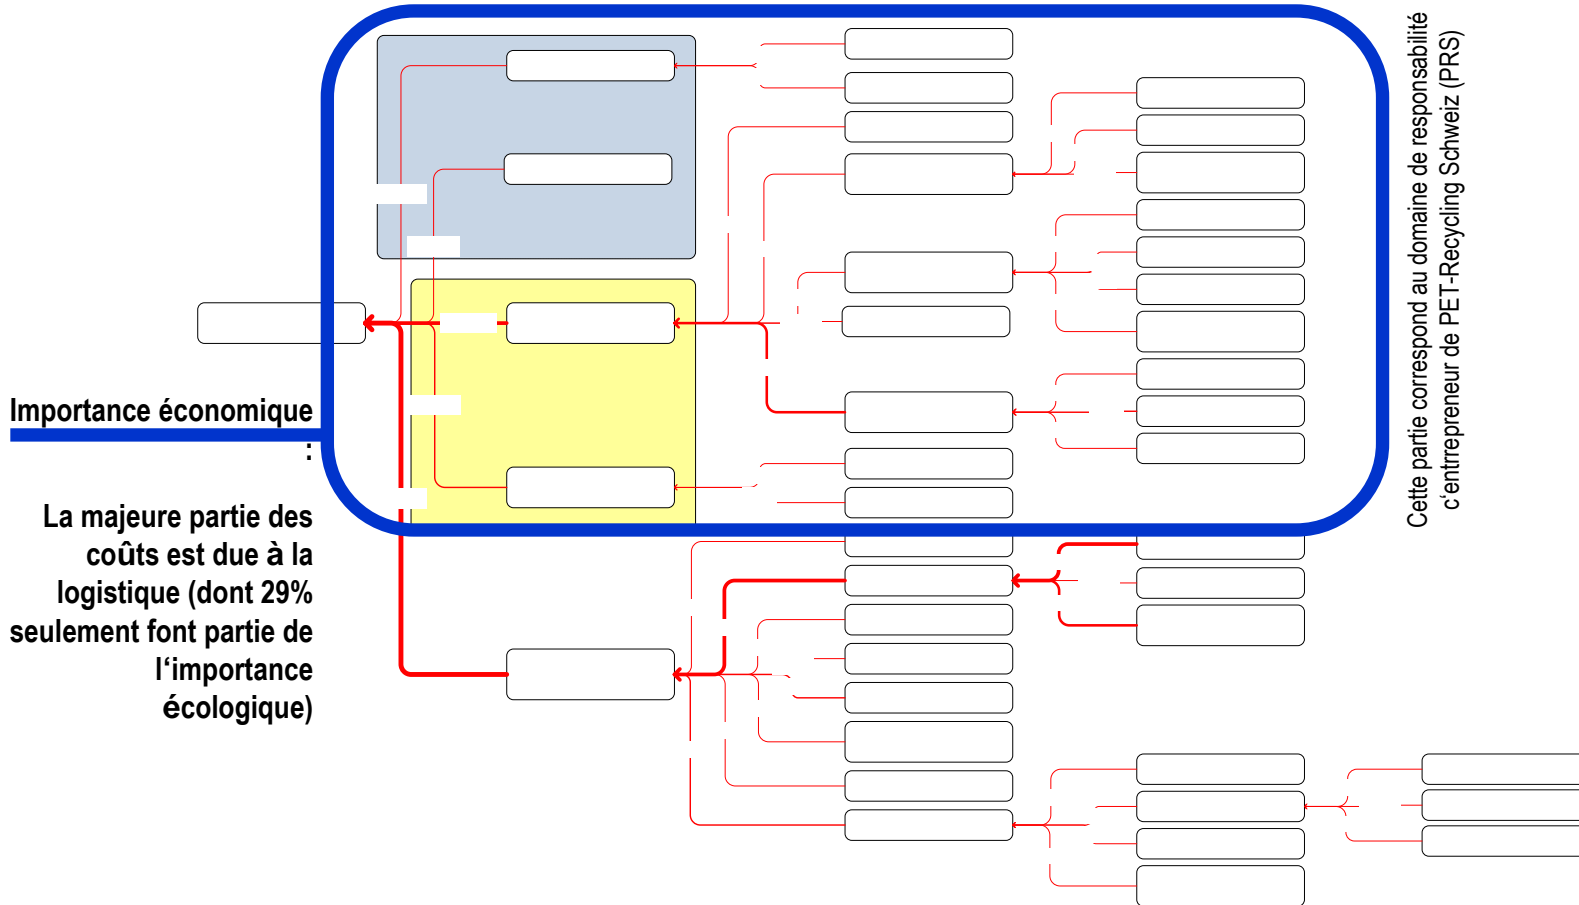 Importance économique
:
La majeure partie des
coûts est due à la
logistique (dont 29%
seulement font partie de
l‘importance
écologique)
Cette partie correspond au domaine de responsabilité
c‘entrrepreneur de PET-Recycling Schweiz (PRS)